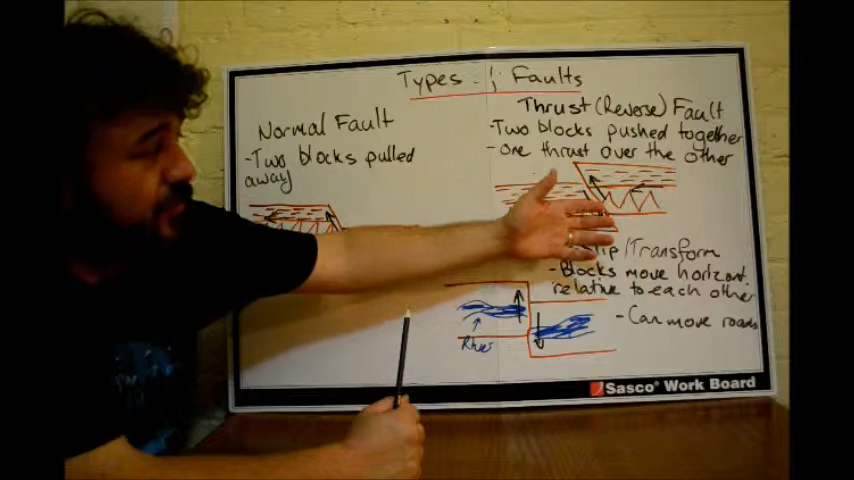 Types of Faults
Normal Fault
-Two blocks pulled
away
Thrust (Reverse) Fault
-Two blocks pushed together
-one thrust over the other
slip/Transform
-Blocks move horizont.
relative to each other
-Can move roads
River
Sasco® Work Board